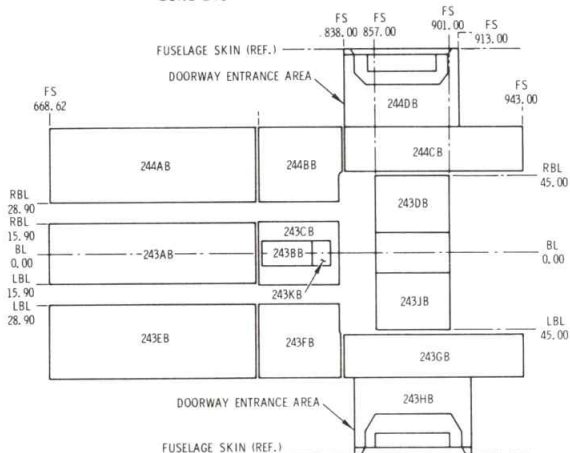 FS
838.00
FS
857.00
FS
901.00
FS
913.00
FUSELAGE SKIN (REF.)
DOORWAY ENTRANCE AREA
FS
668.62
244DB
FS
943.00
244AB
244BB
244CB
RBL
28.90
RBL
45.00
RBL
15.90
243CB
243DB
BL
0.00
243AB
243BB
BL
0.00
LBL
15.90
243KB
243JB
LBL
28.90
LBL
45.00
243EB
243FB
243GB
243HB
DOORWAY ENTRANCE AREA
FUSELAGE SKIN (REF.)